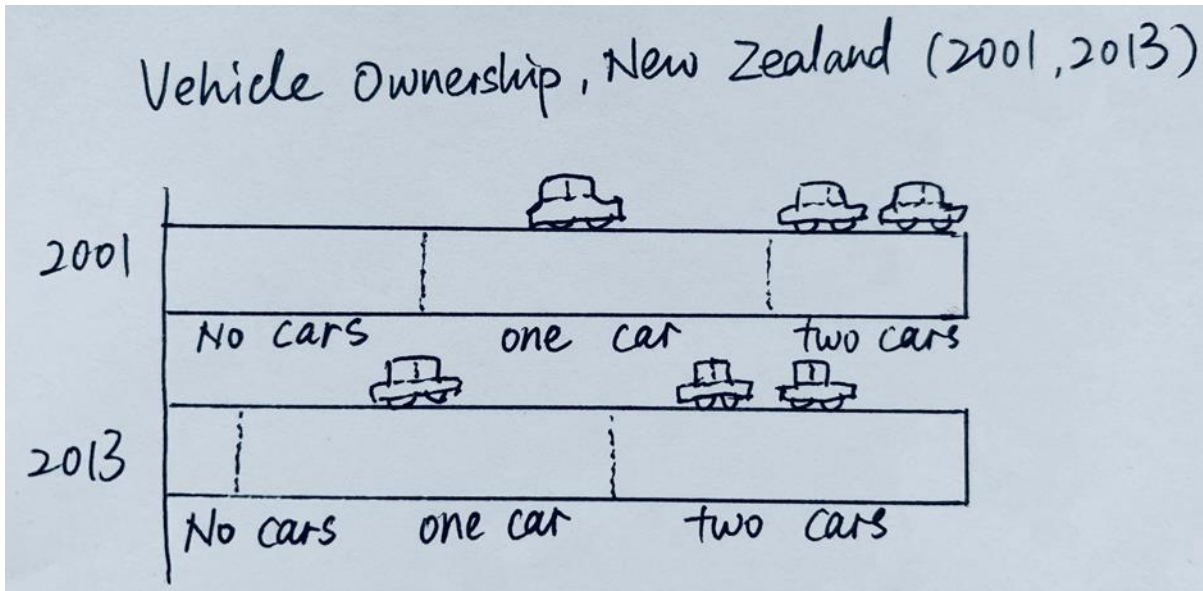 Vehicle Ownership, New Zealand (2001, 2013)
2001
No cars one car two cars
2013
No cars one car two cars